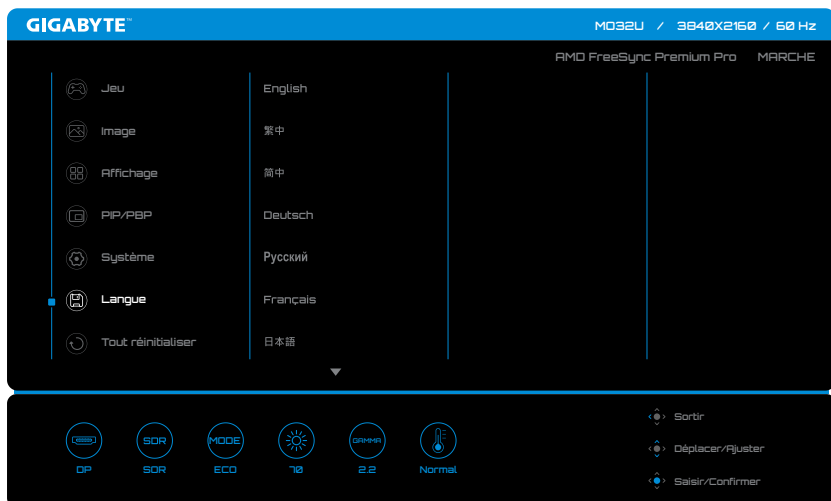 GIGABYTE™
MO32U / 3840X2160 / 60 Hz
AMD FreeSync Premium Pro MARCHE
Jeu
English
Image
繁中
Affichage
简中
PIP/PBP
Deutsch
Système
Русский
Langue
Français
Tout réinitialiser
日本語
SDR
MODE
GAMMA
DP
SDR
ECO
70
2.2
Normal
Sortir
Déplacer/Ajuster
Saisir/Confirmer